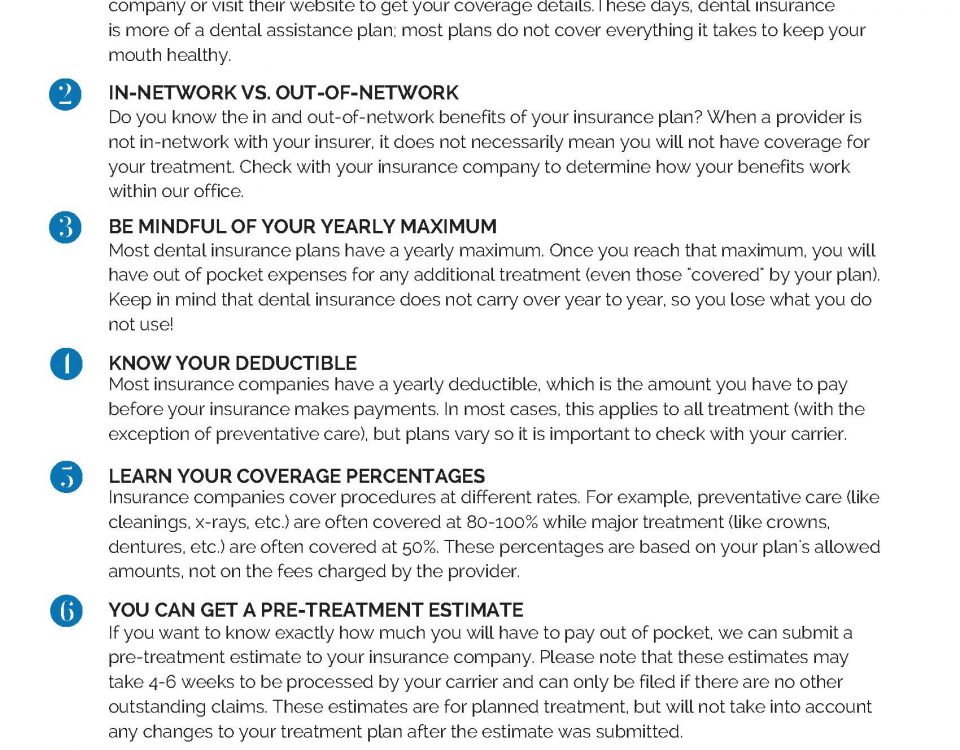 company or visit their website to get your coverage details. These days, dental insurance
is more of a dental assistance plan; most plans do not cover everything it takes to keep your
mouth healthy.
2 IN-NETWORK VS. OUT-OF-NETWORK
Do you know the in and out-of-network benefits of your insurance plan? When a provider is
not in-network with your insurer, it does not necessarily mean you will not have coverage for
your treatment. Check with your insurance company to determine how your benefits work
within our office.
3 BE MINDFUL OF YOUR YEARLY MAXIMUM
Most dental insurance plans have a yearly maximum. Once you reach that maximum, you will
have out of pocket expenses for any additional treatment (even those "covered" by your plan).
Keep in mind that dental insurance does not carry over year to year, so you lose what you do
not use!
4 KNOW YOUR DEDUCTIBLE
Most insurance companies have a yearly deductible, which is the amount you have to pay
before your insurance makes payments. In most cases, this applies to all treatment (with the
exception of preventative care), but plans vary so it is important to check with your carrier.
5 LEARN YOUR COVERAGE PERCENTAGES
Insurance companies cover procedures at different rates. For example, preventative care (like
cleanings, x-rays, etc.) are often covered at 80-100% while major treatment (like crowns,
dentures, etc.) are often covered at 50%. These percentages are based on your plan's allowed
amounts, not on the fees charged by the provider.
6 YOU CAN GET A PRE-TREATMENT ESTIMATE
If you want to know exactly how much you will have to pay out of pocket, we can submit a
pre-treatment estimate to your insurance company. Please note that these estimates may
take 4-6 weeks to be processed by your carrier and can only be filed if there are no other
outstanding claims. These estimates are for planned treatment, but will not take into account
any changes to your treatment plan after the estimate was submitted.